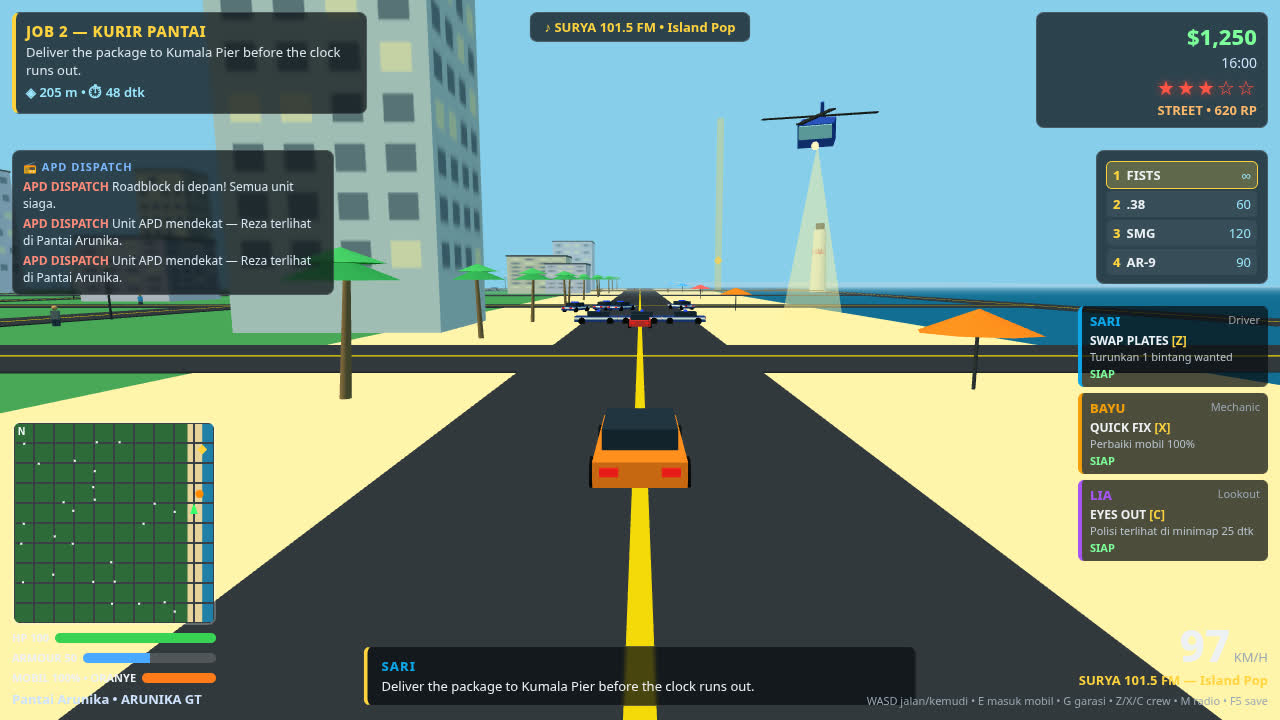 JOB 2 — KURIR PANTAI
Deliver the package to Kumala Pier before the clock
runs out.
◈ 205 m • ⏱ 48 dtk
♪ SURYA 101.5 FM • Island Pop
$1,250
16:00
★★★☆☆
STREET • 620 RP
📻 APD DISPATCH
APD DISPATCH Roadblock di depan! Semua unit
siaga.
APD DISPATCH Unit APD mendekat — Reza terlihat
di Pantai Arunika.
APD DISPATCH Unit APD mendekat — Reza terlihat
di Pantai Arunika.
1 FISTS ∞
2 .38 60
3 SMG 120
4 AR-9 90
SARI Driver
SWAP PLATES [Z]
Turunkan 1 bintang wanted
SIAP
BAYU Mechanic
QUICK FIX [X]
Perbaiki mobil 100%
SIAP
LIA Lookout
EYES OUT [C]
Polisi terlihat di minimap 25 dtk
SIAP
N
Pantai Arunika • ARUNIKA GT
SARI
Deliver the package to Kumala Pier before the clock runs out.
97 KM/H
SURYA 101.5 FM — Island Pop
WASD jalan/kemudi • E masuk mobil • G garasi • Z/X/C crew • M radio • F5 save